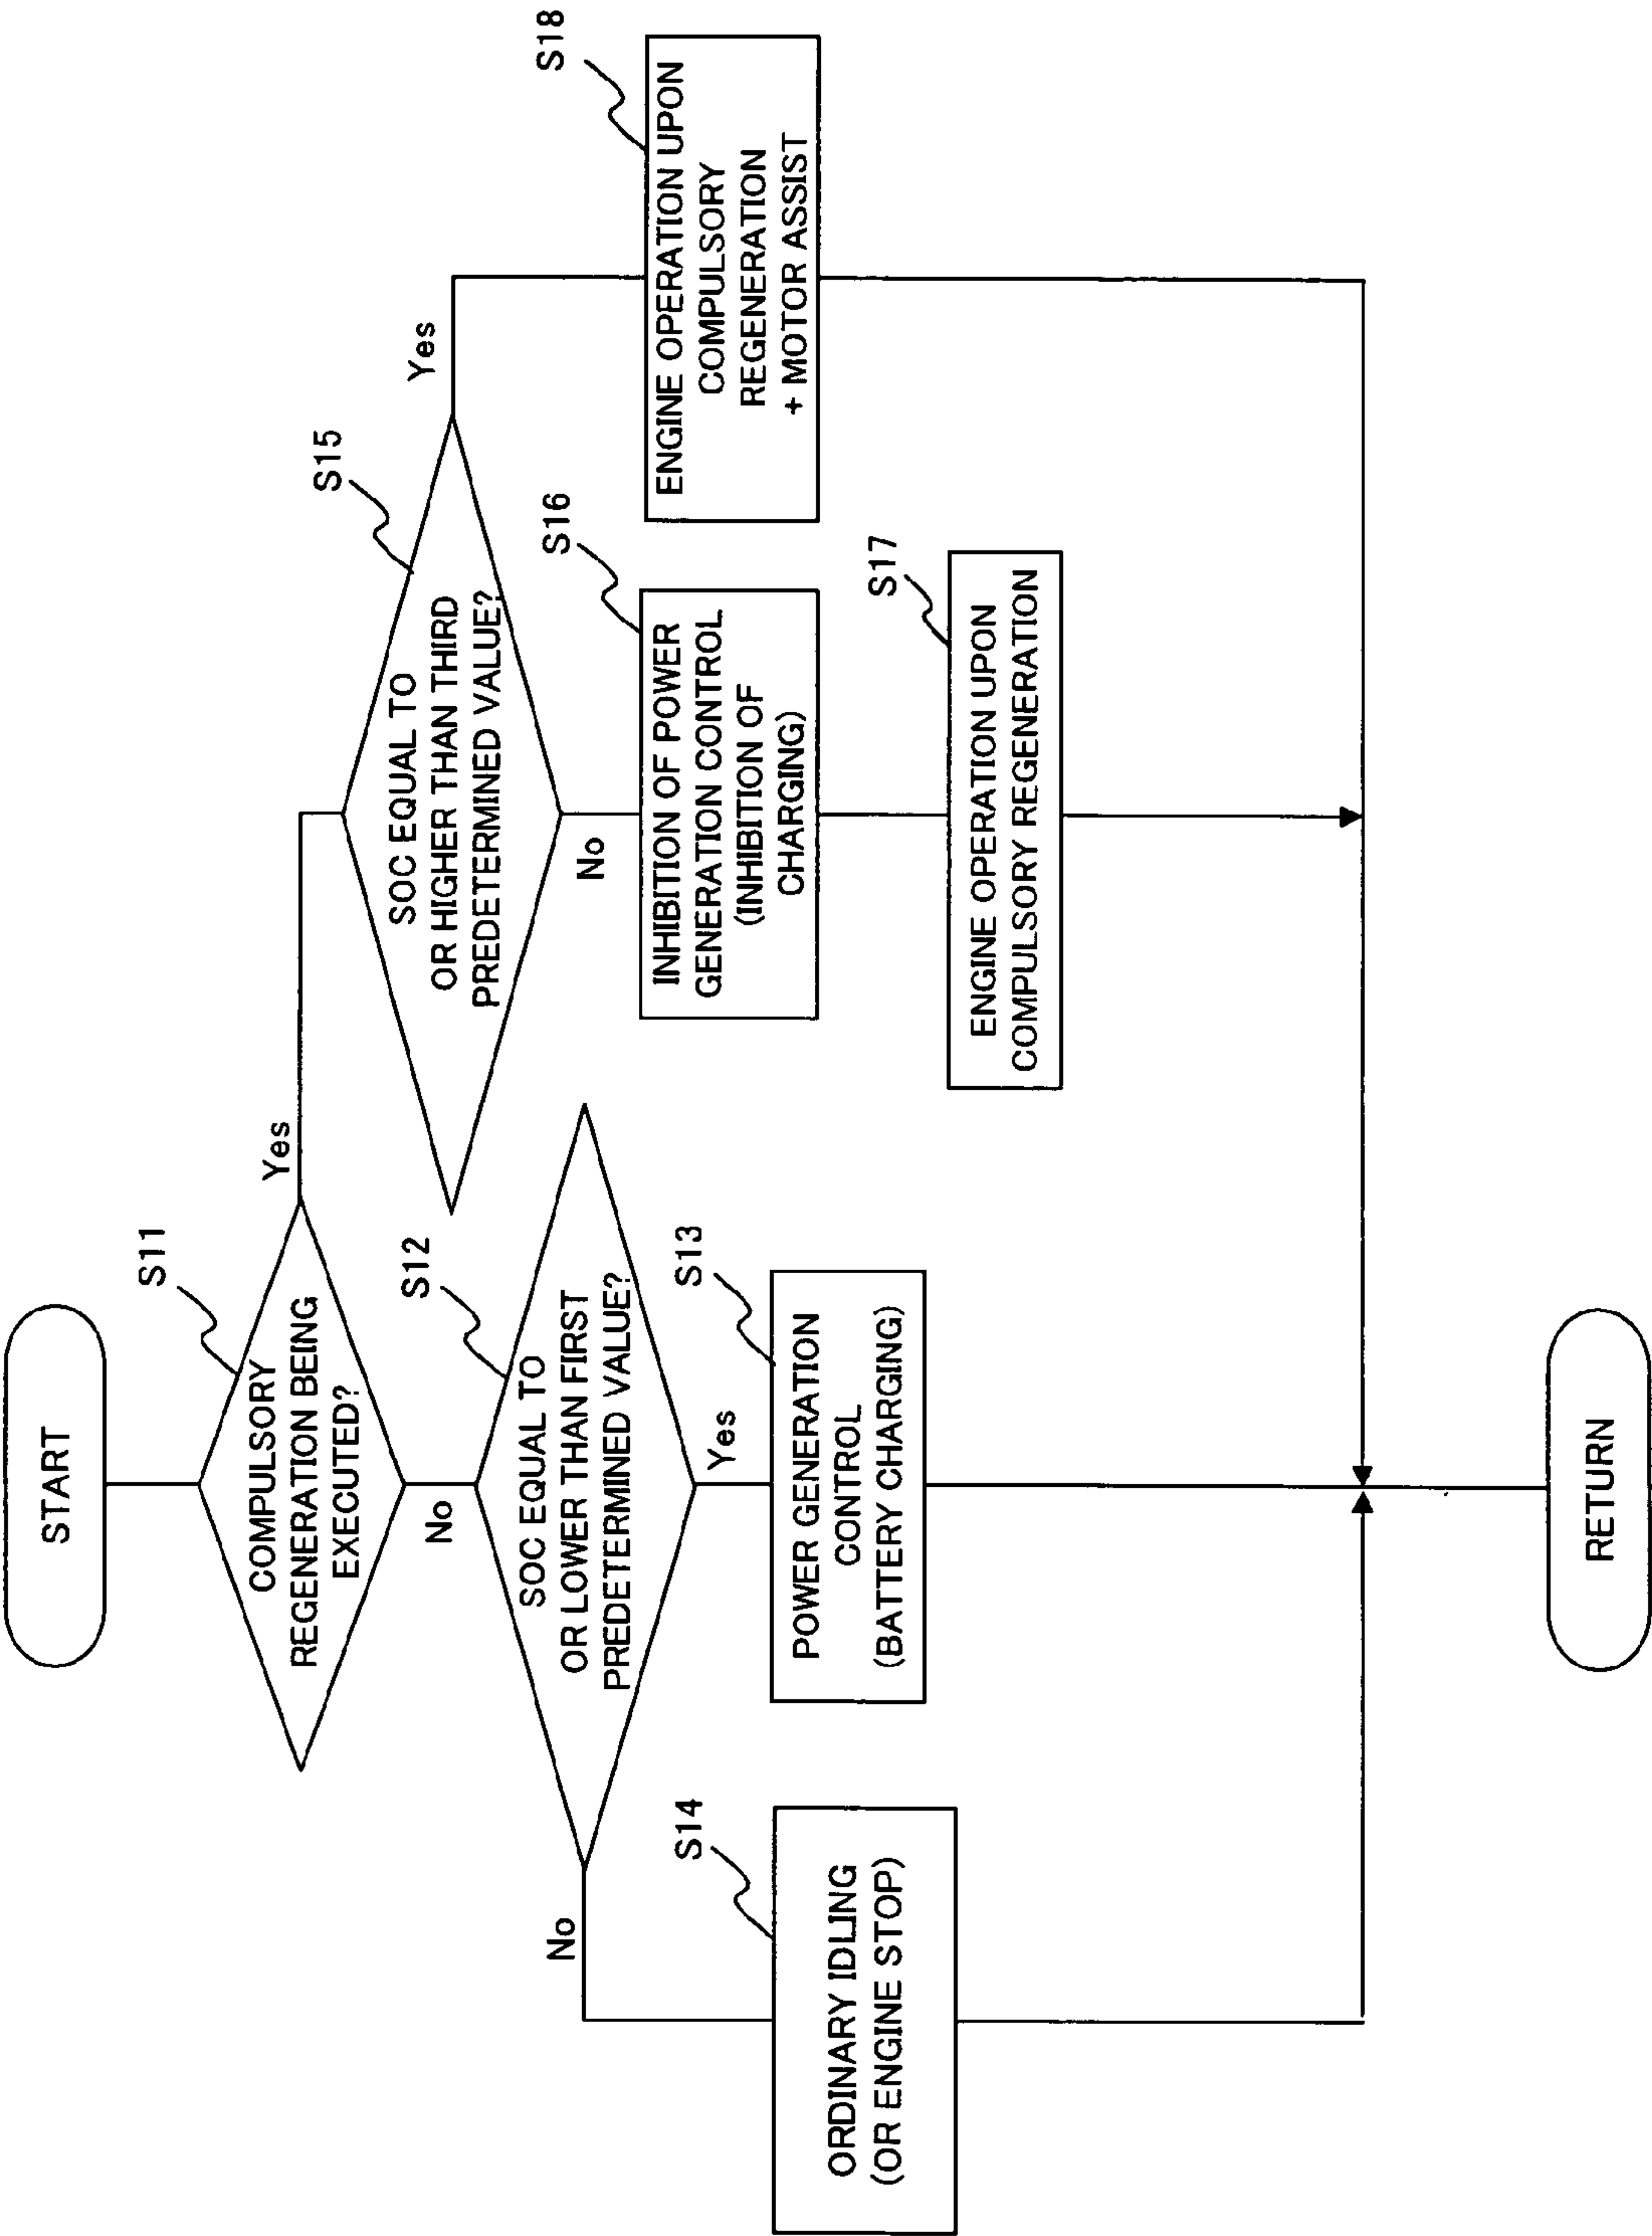 START
S11
COMPULSORY
REGENERATION BEING
EXECUTED?
Yes
No
S12
SOC EQUAL TO
OR LOWER THAN FIRST
PREDETERMINED VALUE?
Yes
No
S13
POWER GENERATION
CONTROL
(BATTERY CHARGING)
S14
ORDINARY IDLING
(OR ENGINE STOP)
S15
SOC EQUAL TO
OR HIGHER THAN THIRD
PREDETERMINED VALUE?
Yes
No
S16
INHIBITION OF POWER
GENERATION CONTROL
(INHIBITION OF
CHARGING)
S17
ENGINE OPERATION UPON
COMPULSORY REGENERATION
S18
ENGINE OPERATION UPON
COMPULSORY
REGENERATION
+ MOTOR ASSIST
RETURN